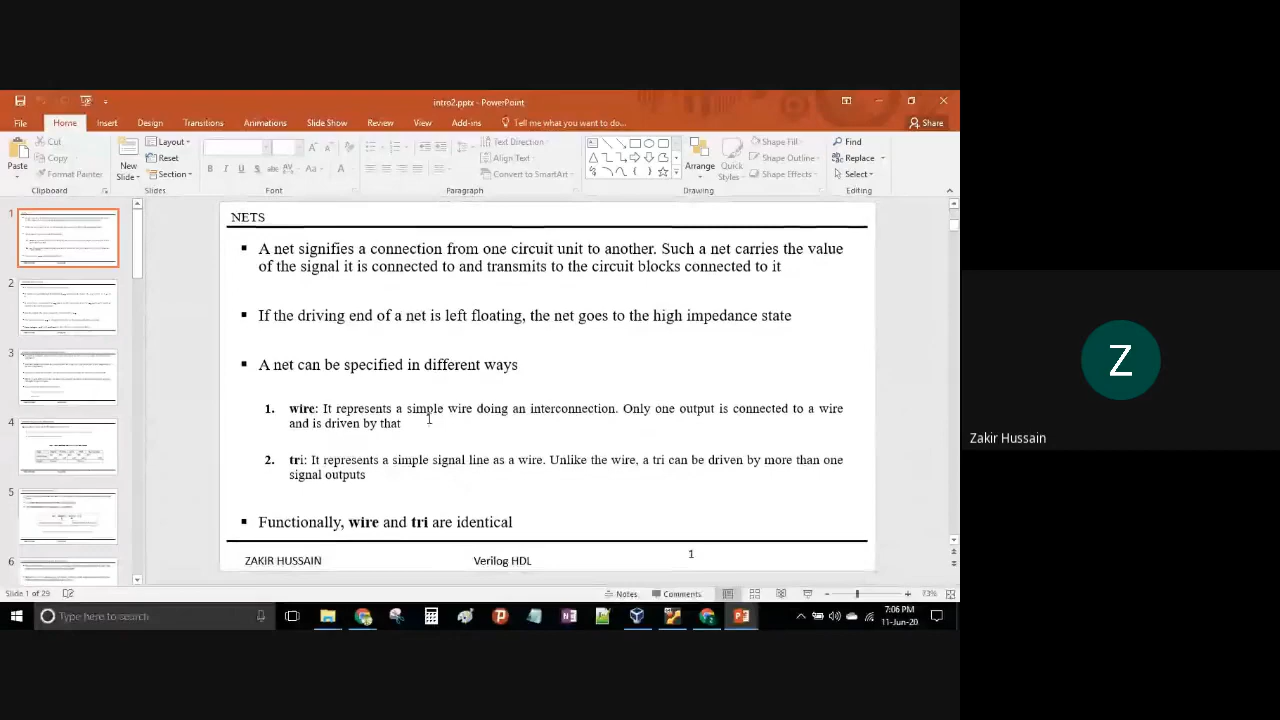 intro2.pptx - PowerPoint
File Home Insert Design Transitions Animations Slide Show Review View Add-ins Tell me what you want to do... Share
Cut
Copy
Format Painter
Paste
Clipboard
New
Slide
Layout
Reset
Section
Slides
Font
Text Direction
Align Text
Convert to SmartArt
Paragraph
Arrange
Quick
Styles
Shape Fill
Shape Outline
Shape Effects
Drawing
Find
Replace
Select
Editing
1
2
3
4
5
6
NETS
A net signifies a connection from one circuit unit to another. Such a net carries the value
of the signal it is connected to and transmits to the circuit blocks connected to it
If the driving end of a net is left floating, the net goes to the high impedance state
A net can be specified in different ways
1. wire: It represents a simple wire doing an interconnection. Only one output is connected to a wire
and is driven by that
2. tri: It represents a simple signal line as a wire. Unlike the wire, a tri can be driven by more than one
signal outputs
Functionally, wire and tri are identical
ZAKIR HUSSAIN Verilog HDL 1
Slide 1 of 29 Notes Comments 73%
Type here to search
7:06 PM
11-Jun-20
Z
Zakir Hussain